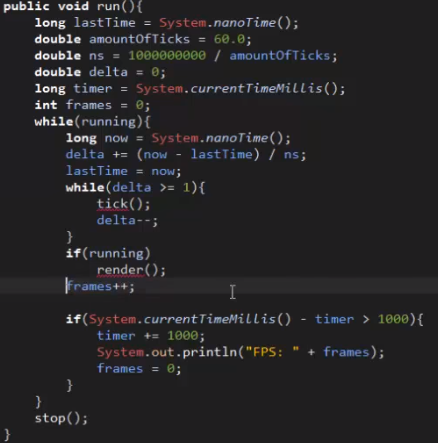 public void run(){
    long lastTime = System.nanoTime();
    double amountOfTicks = 60.0;
    double ns = 1000000000 / amountOfTicks;
    double delta = 0;
    long timer = System.currentTimeMillis();
    int frames = 0;
    while(running){
        long now = System.nanoTime();
        delta += (now - lastTime) / ns;
        lastTime = now;
        while(delta >= 1){
            tick();
            delta--;
        }
        if(running)
            render();
        frames++;

        if(System.currentTimeMillis() - timer > 1000){
            timer += 1000;
            System.out.println("FPS: " + frames);
            frames = 0;
        }
    }
    stop();
}